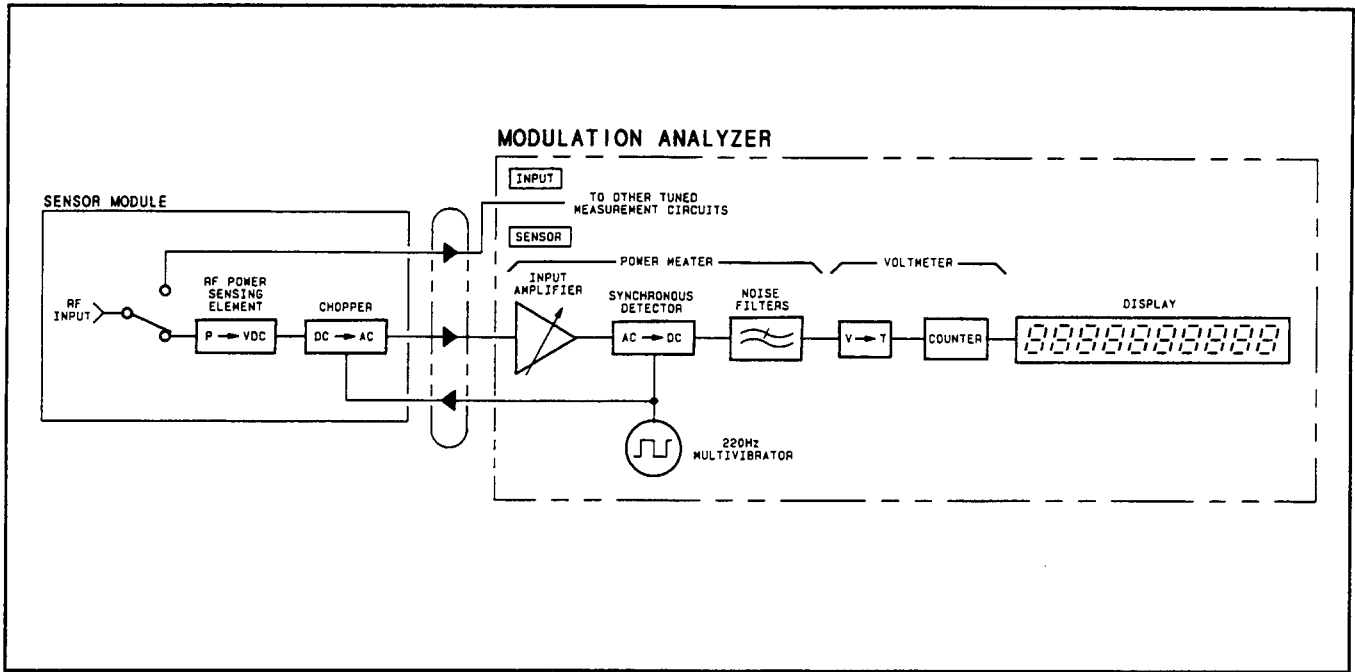 MODULATION ANALYZER
INPUT
TO OTHER TUNED
MEASUREMENT CIRCUITS
SENSOR MODULE
SENSOR
POWER MEATER
VOLTMETER
RF POWER
SENSING
ELEMENT
CHOPPER
INPUT
AMPLIFIER
SYNCHRONOUS
DETECTOR
NOISE
FILTERS
DISPLAY
RF
INPUT
P → VDC
DC → AC
AC → DC
V → T
COUNTER
8888888888
220Hz
MULTIVIBRATOR